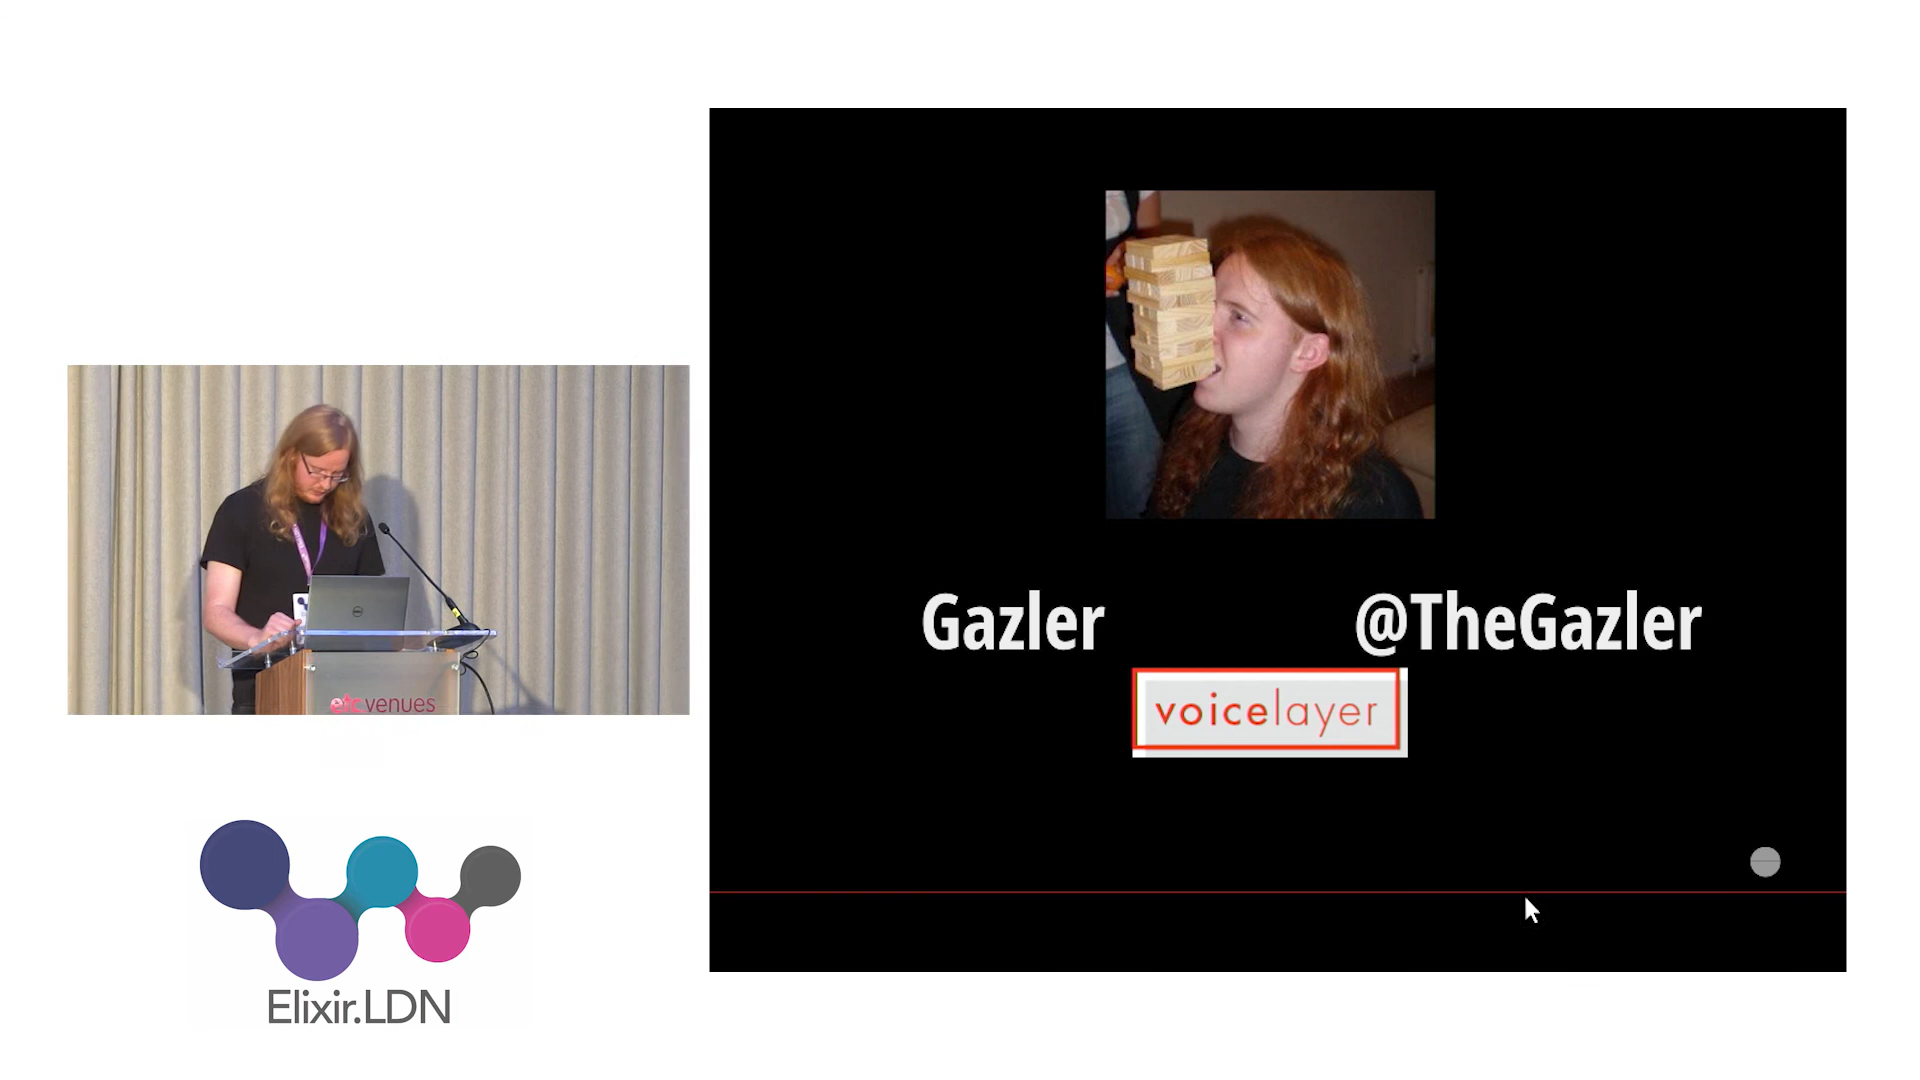 Gazler
@TheGazler
voicelayer
etcvenues
Elixir.LDN